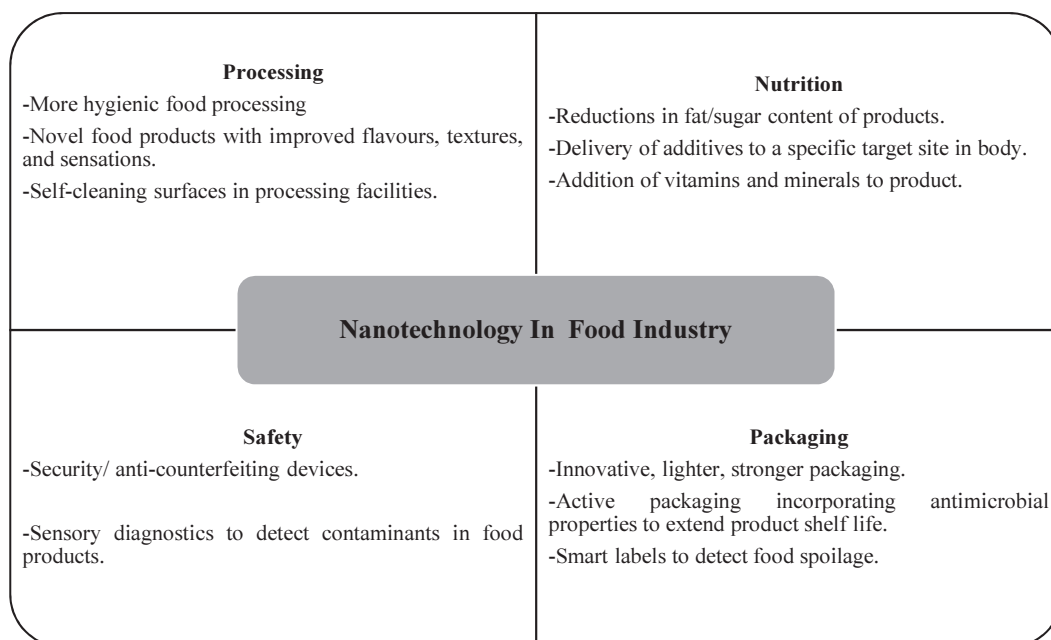 Processing
-More hygienic food processing
-Novel food products with improved flavours, textures,
and sensations.
-Self-cleaning surfaces in processing facilities.
Nutrition
-Reductions in fat/sugar content of products.
-Delivery of additives to a specific target site in body.
-Addition of vitamins and minerals to product.
Nanotechnology In Food Industry
Safety
-Security/ anti-counterfeiting devices.
-Sensory diagnostics to detect contaminants in food
products.
Packaging
-Innovative, lighter, stronger packaging.
-Active packaging incorporating antimicrobial
properties to extend product shelf life.
-Smart labels to detect food spoilage.